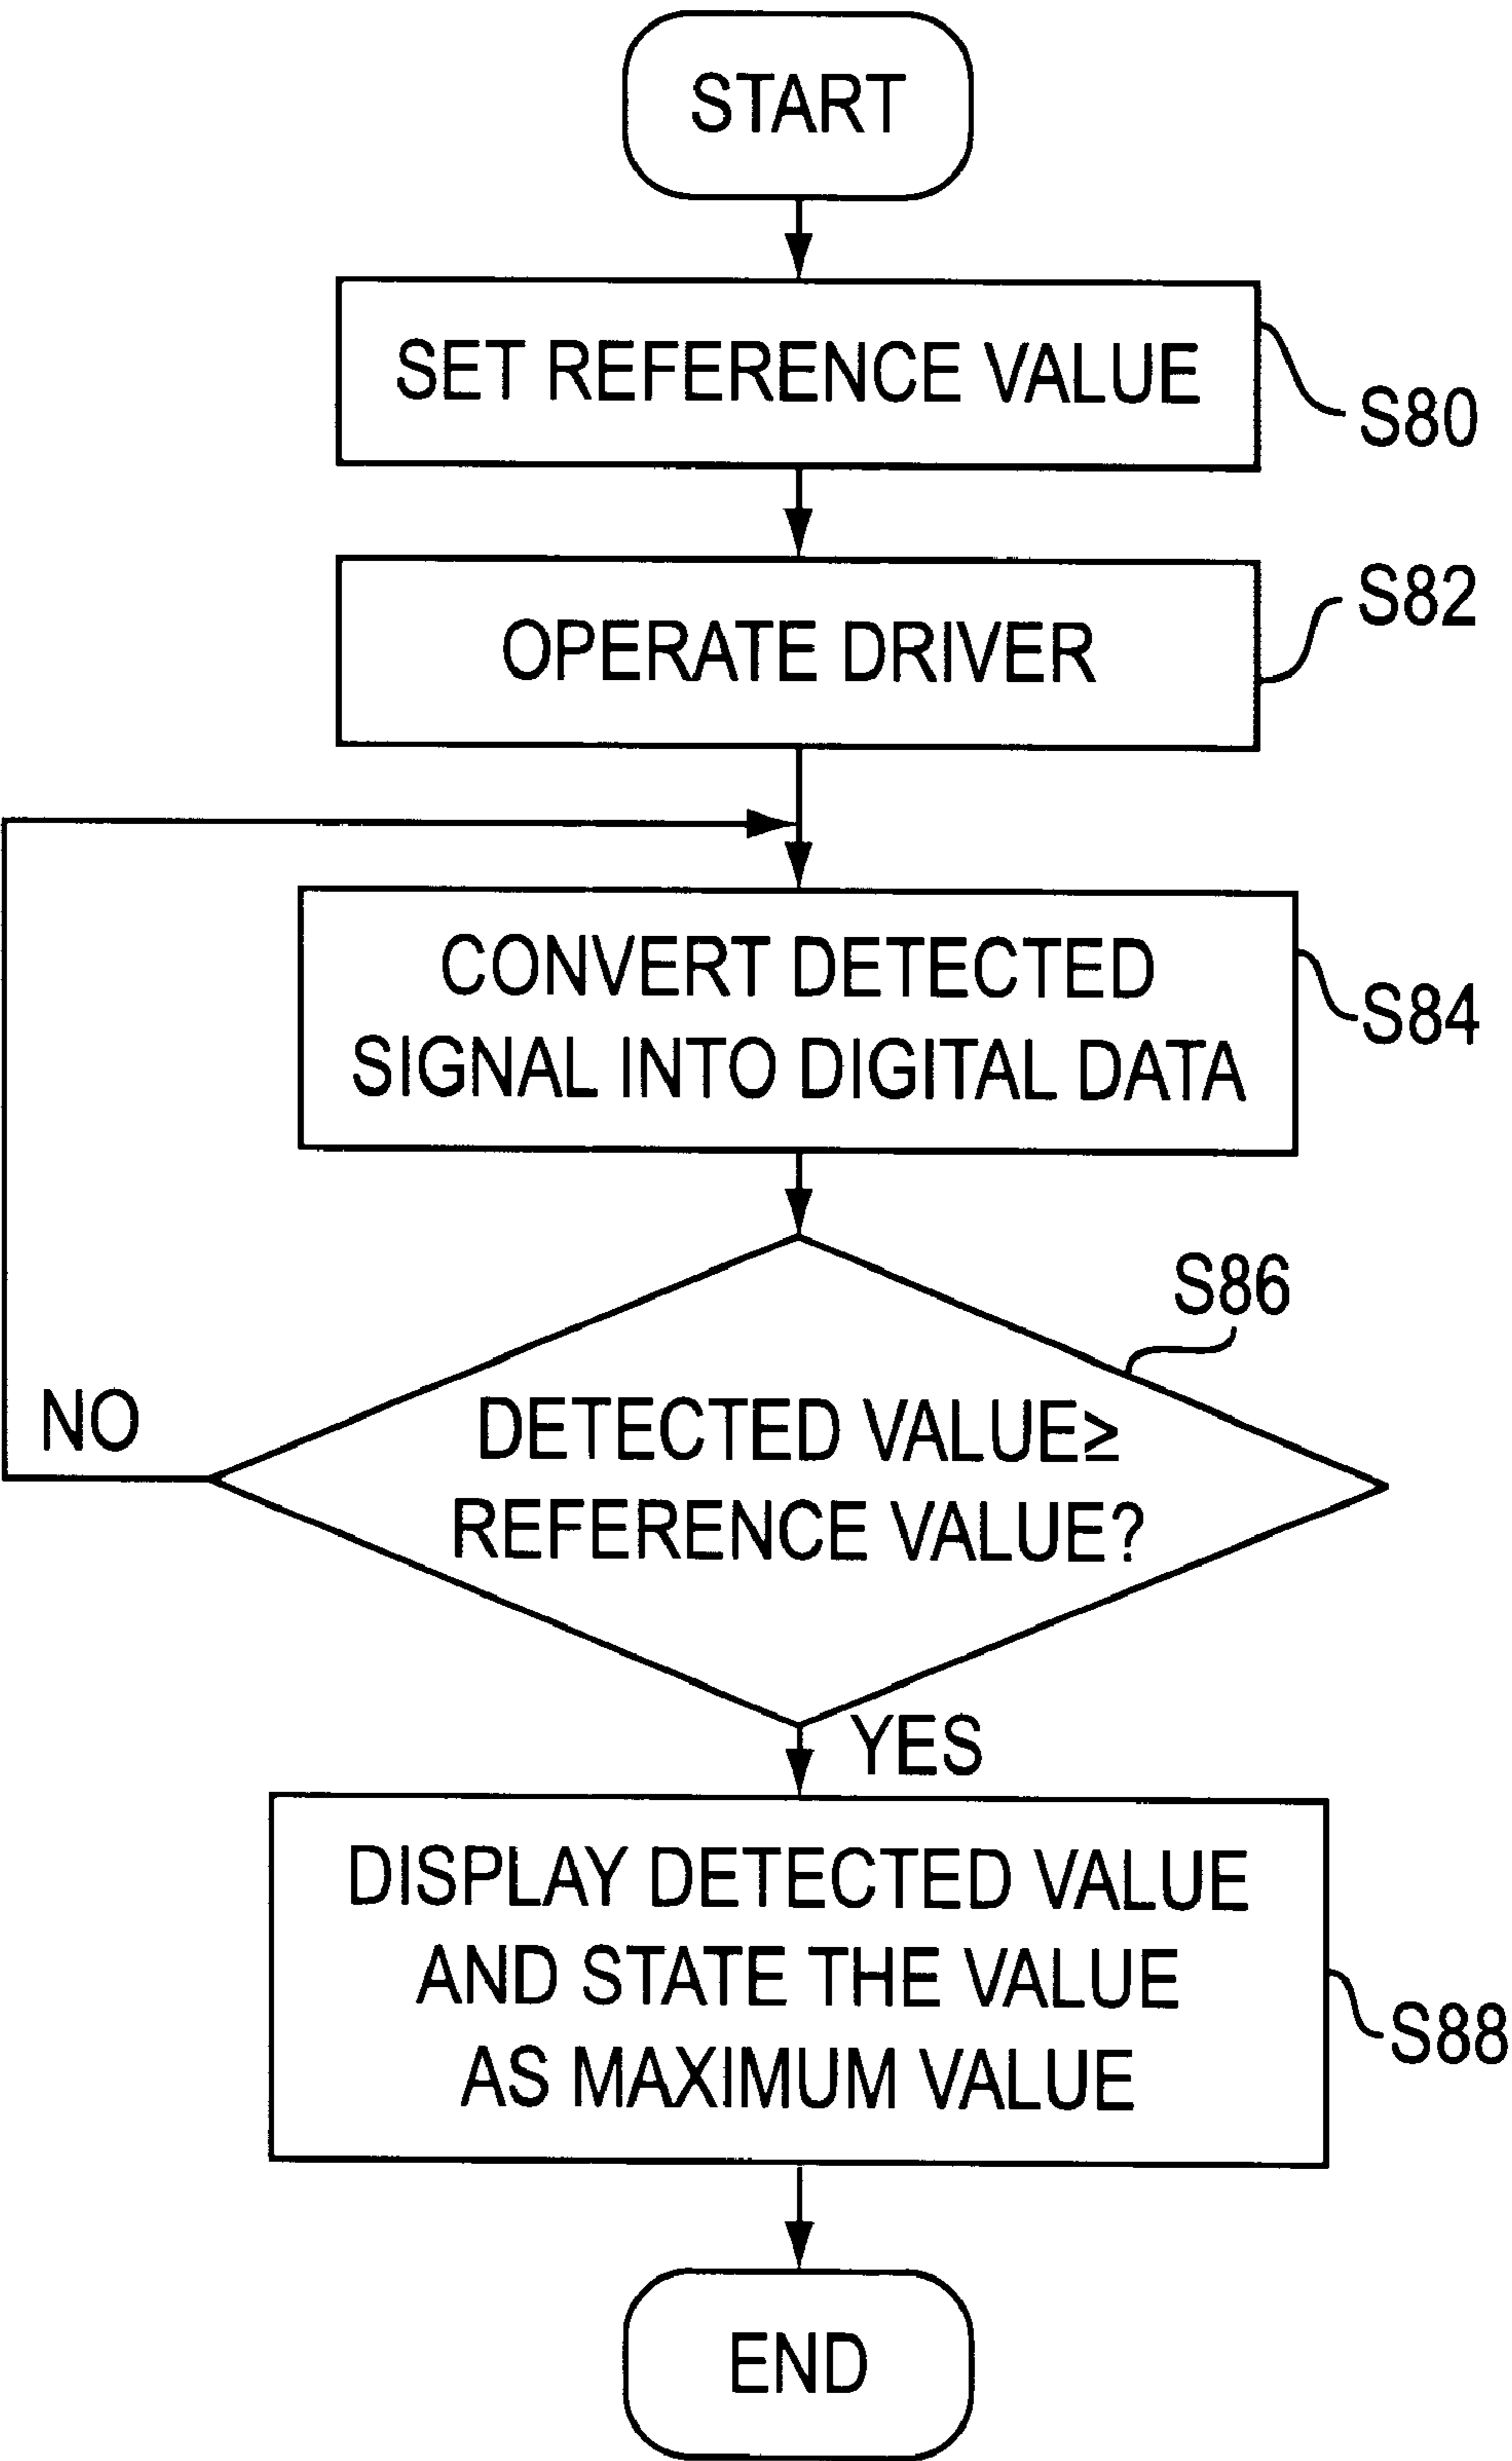 START
SET REFERENCE VALUE
S80
OPERATE DRIVER
S82
CONVERT DETECTED
SIGNAL INTO DIGITAL DATA
S84
S86
DETECTED VALUE≥
REFERENCE VALUE?
NO
YES
DISPLAY DETECTED VALUE
AND STATE THE VALUE
AS MAXIMUM VALUE
S88
END